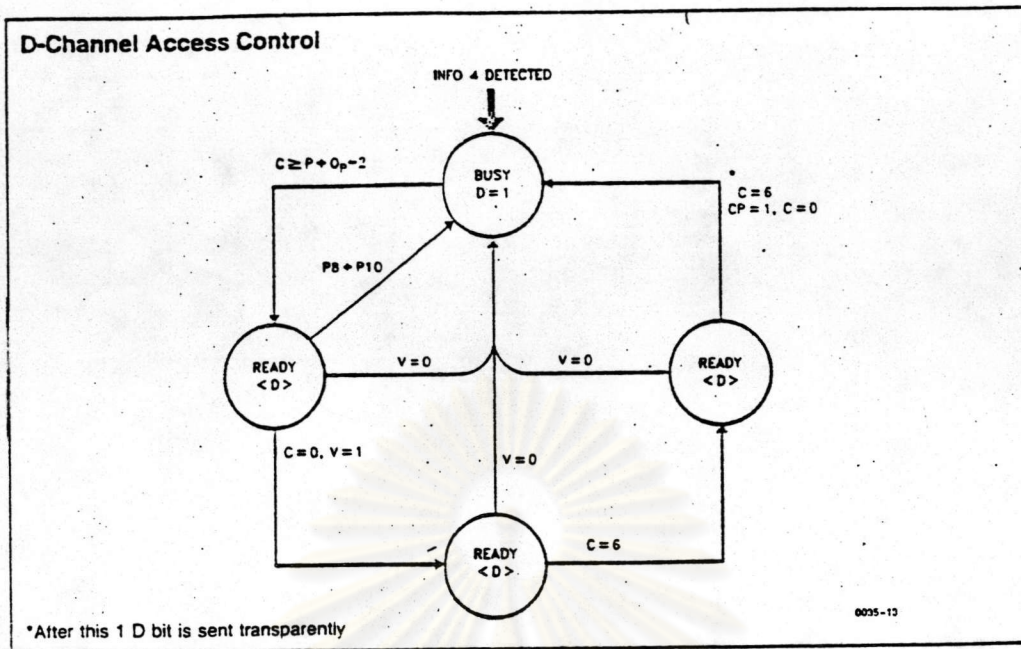 D-Channel Access Control
INFO 4 DETECTED
BUSY
D = 1
C ≥ P + Op - 2
*
C = 6
CP = 1, C = 0
P8 + P10
READY
< D >
V = 0
V = 0
READY
< D >
C = 0, V = 1
V = 0
READY
< D >
C = 6
0035-13
*After this 1 D bit is sent transparently